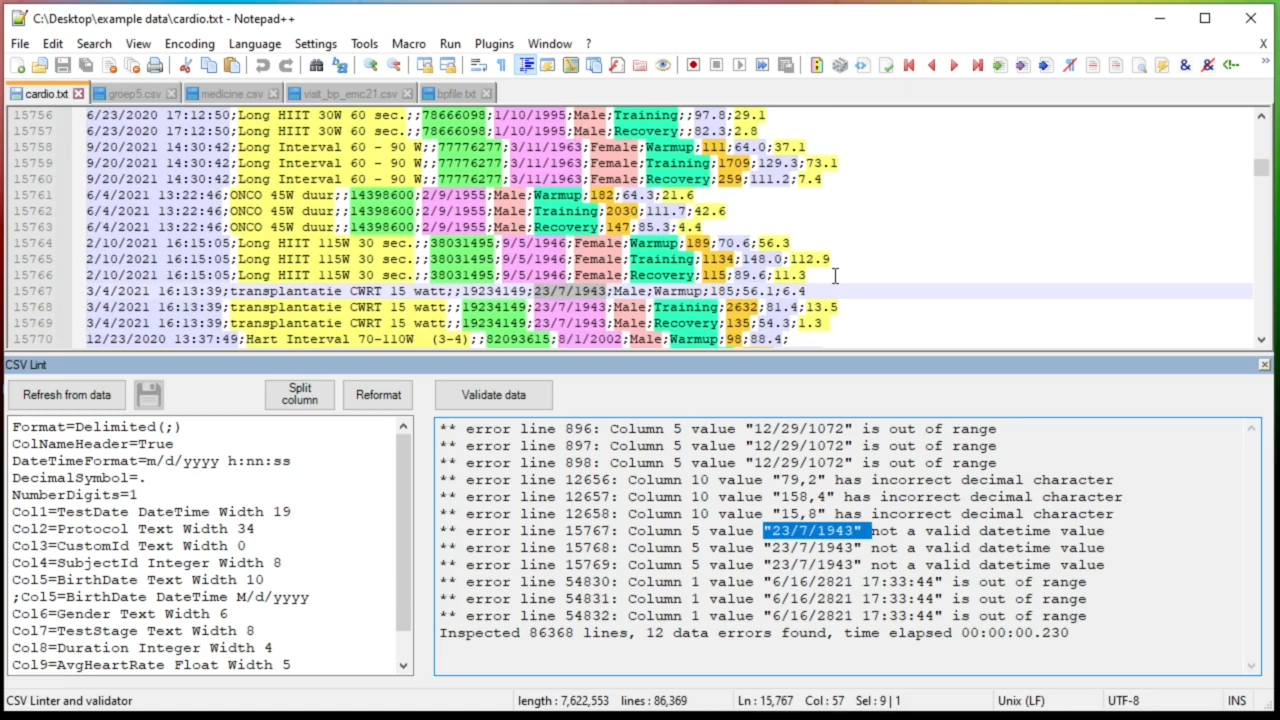 C:\Desktop\example data\cardio.txt - Notepad++
File Edit Search View Encoding Language Settings Tools Macro Run Plugins Window ? X
cardio.txt groep5.csv medicine.csv visit_bp_emc21.csv bpfile.txt
15756 6/23/2020 17:12:50;Long HIIT 30W 60 sec.;;78666098;1/10/1995;Male;Training;;97.8;29.1
15757 6/23/2020 17:12:50;Long HIIT 30W 60 sec.;;78666098;1/10/1995;Male;Recovery;;82.3;2.8
15758 9/20/2021 14:30:42;Long Interval 60 - 90 W;;77776277;3/11/1963;Female;Warmup;111;64.0;37.1
15759 9/20/2021 14:30:42;Long Interval 60 - 90 W;;77776277;3/11/1963;Female;Training;1709;129.3;73.1
15760 9/20/2021 14:30:42;Long Interval 60 - 90 W;;77776277;3/11/1963;Female;Recovery;259;111.2;7.4
15761 6/4/2021 13:22:46;ONCO 45W duur;;14398600;2/9/1955;Male;Warmup;182;64.3;21.6
15762 6/4/2021 13:22:46;ONCO 45W duur;;14398600;2/9/1955;Male;Training;2030;111.7;42.6
15763 6/4/2021 13:22:46;ONCO 45W duur;;14398600;2/9/1955;Male;Recovery;147;85.3;4.4
15764 2/10/2021 16:15:05;Long HIIT 115W 30 sec.;;38031495;9/5/1946;Female;Warmup;189;70.6;56.3
15765 2/10/2021 16:15:05;Long HIIT 115W 30 sec.;;38031495;9/5/1946;Female;Training;1134;148.0;112.9
15766 2/10/2021 16:15:05;Long HIIT 115W 30 sec.;;38031495;9/5/1946;Female;Recovery;115;89.6;11.3
15767 3/4/2021 16:13:39;transplantatie CWRT 15 watt;;19234149;23/7/1943;Male;Warmup;185;56.1;6.4
15768 3/4/2021 16:13:39;transplantatie CWRT 15 watt;;19234149;23/7/1943;Male;Training;2632;81.4;13.5
15769 3/4/2021 16:13:39;transplantatie CWRT 15 watt;;19234149;23/7/1943;Male;Recovery;135;54.3;1.3
15770 12/23/2020 13:37:49;Hart Interval 70-110W  (3-4);;82093615;8/1/2002;Male;Warmup;98;88.4;
CSV Lint
Refresh from data
Split
column
Reformat
Validate data
Format=Delimited(;)
ColNameHeader=True
DateTimeFormat=m/d/yyyy h:nn:ss
DecimalSymbol=.
NumberDigits=1
Col1=TestDate DateTime Width 19
Col2=Protocol Text Width 34
Col3=CustomId Text Width 0
Col4=SubjectId Integer Width 8
Col5=BirthDate Text Width 10
;Col5=BirthDate DateTime M/d/yyyy
Col6=Gender Text Width 6
Col7=TestStage Text Width 8
Col8=Duration Integer Width 4
Col9=AvgHeartRate Float Width 5
** error line 896: Column 5 value "12/29/1072" is out of range
** error line 897: Column 5 value "12/29/1072" is out of range
** error line 898: Column 5 value "12/29/1072" is out of range
** error line 12656: Column 10 value "79,2" has incorrect decimal character
** error line 12657: Column 10 value "158,4" has incorrect decimal character
** error line 12658: Column 10 value "15,8" has incorrect decimal character
** error line 15767: Column 5 value "23/7/1943" not a valid datetime value
** error line 15768: Column 5 value "23/7/1943" not a valid datetime value
** error line 15769: Column 5 value "23/7/1943" not a valid datetime value
** error line 54830: Column 1 value "6/16/2821 17:33:44" is out of range
** error line 54831: Column 1 value "6/16/2821 17:33:44" is out of range
** error line 54832: Column 1 value "6/16/2821 17:33:44" is out of range
Inspected 86368 lines, 12 data errors found, time elapsed 00:00:00.230
CSV Linter and validator length : 7,622,553 lines : 86,369 Ln : 15,767 Col : 57 Sel : 9 | 1 Unix (LF) UTF-8 INS